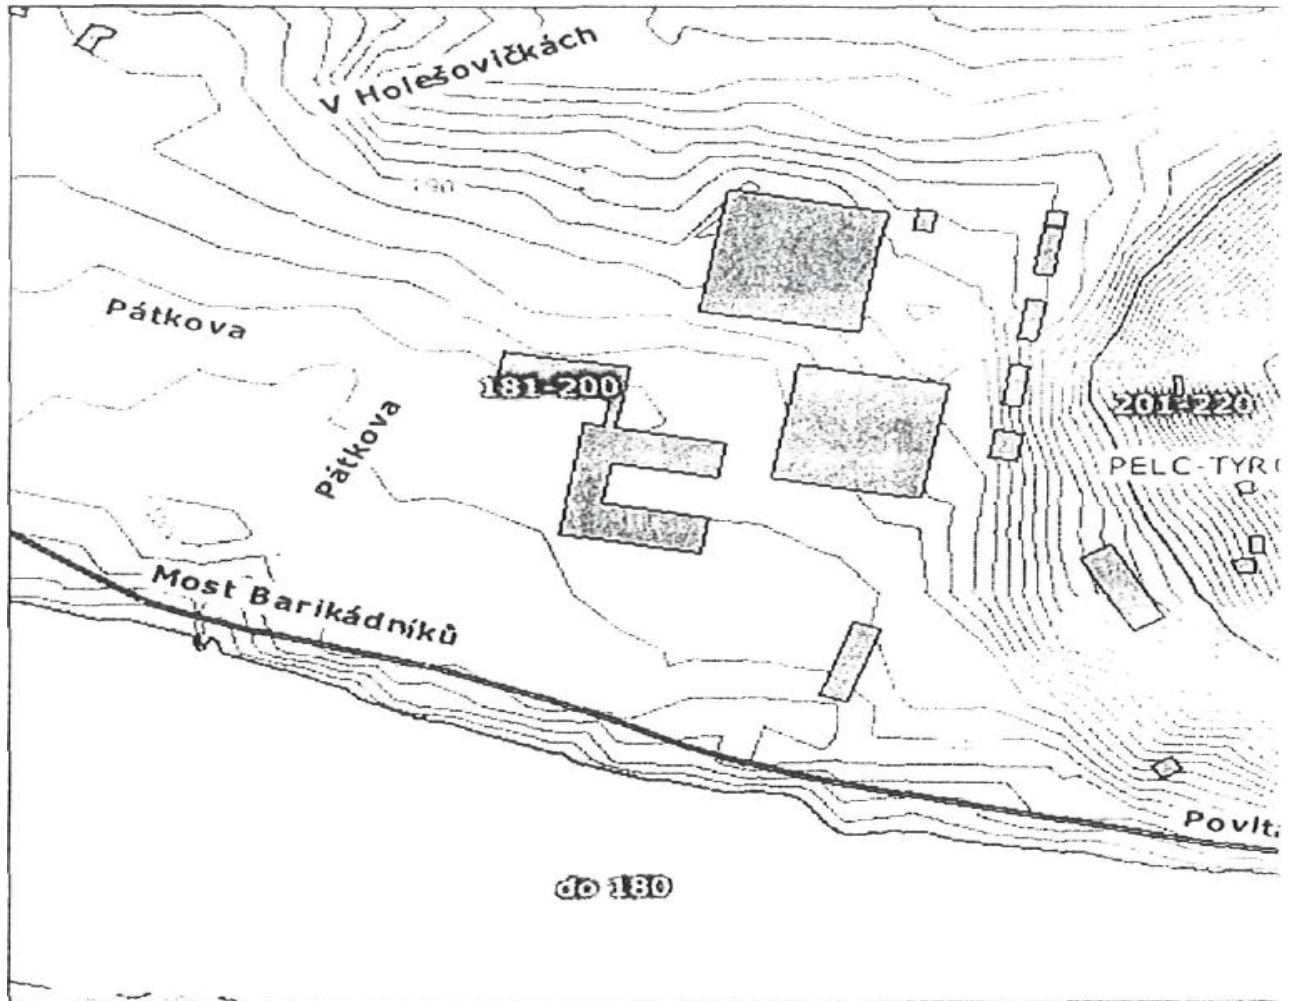 V Holešovičkách
190
Pátkova
181-200
Pátkova
201-220
PELC-TYR
Most Barikádníků
Povlt
do 180